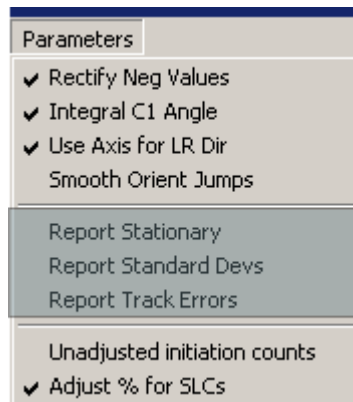 Parameters
Rectify Neg Values
Integral C1 Angle
Use Axis for LR Dir
Smooth Orient Jumps
Report Stationary
Report Standard Devs
Report Track Errors
Unadjusted initiation counts
Adjust % for SLCs